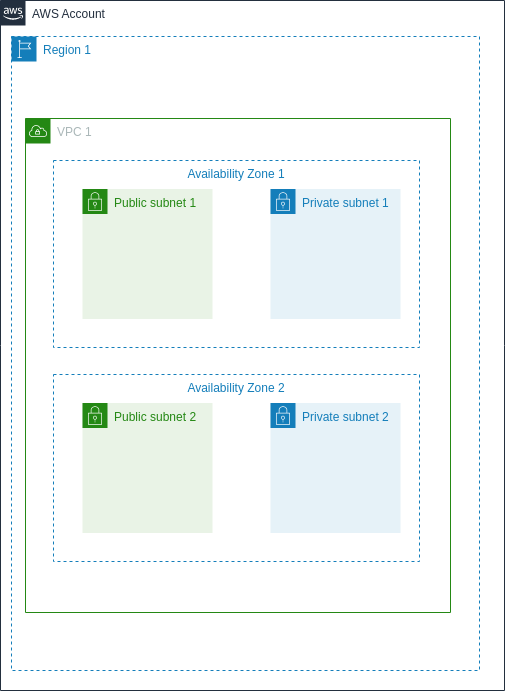 aws
AWS Account
Region 1
VPC 1
Availability Zone 1
Public subnet 1
Private subnet 1
Availability Zone 2
Public subnet 2
Private subnet 2